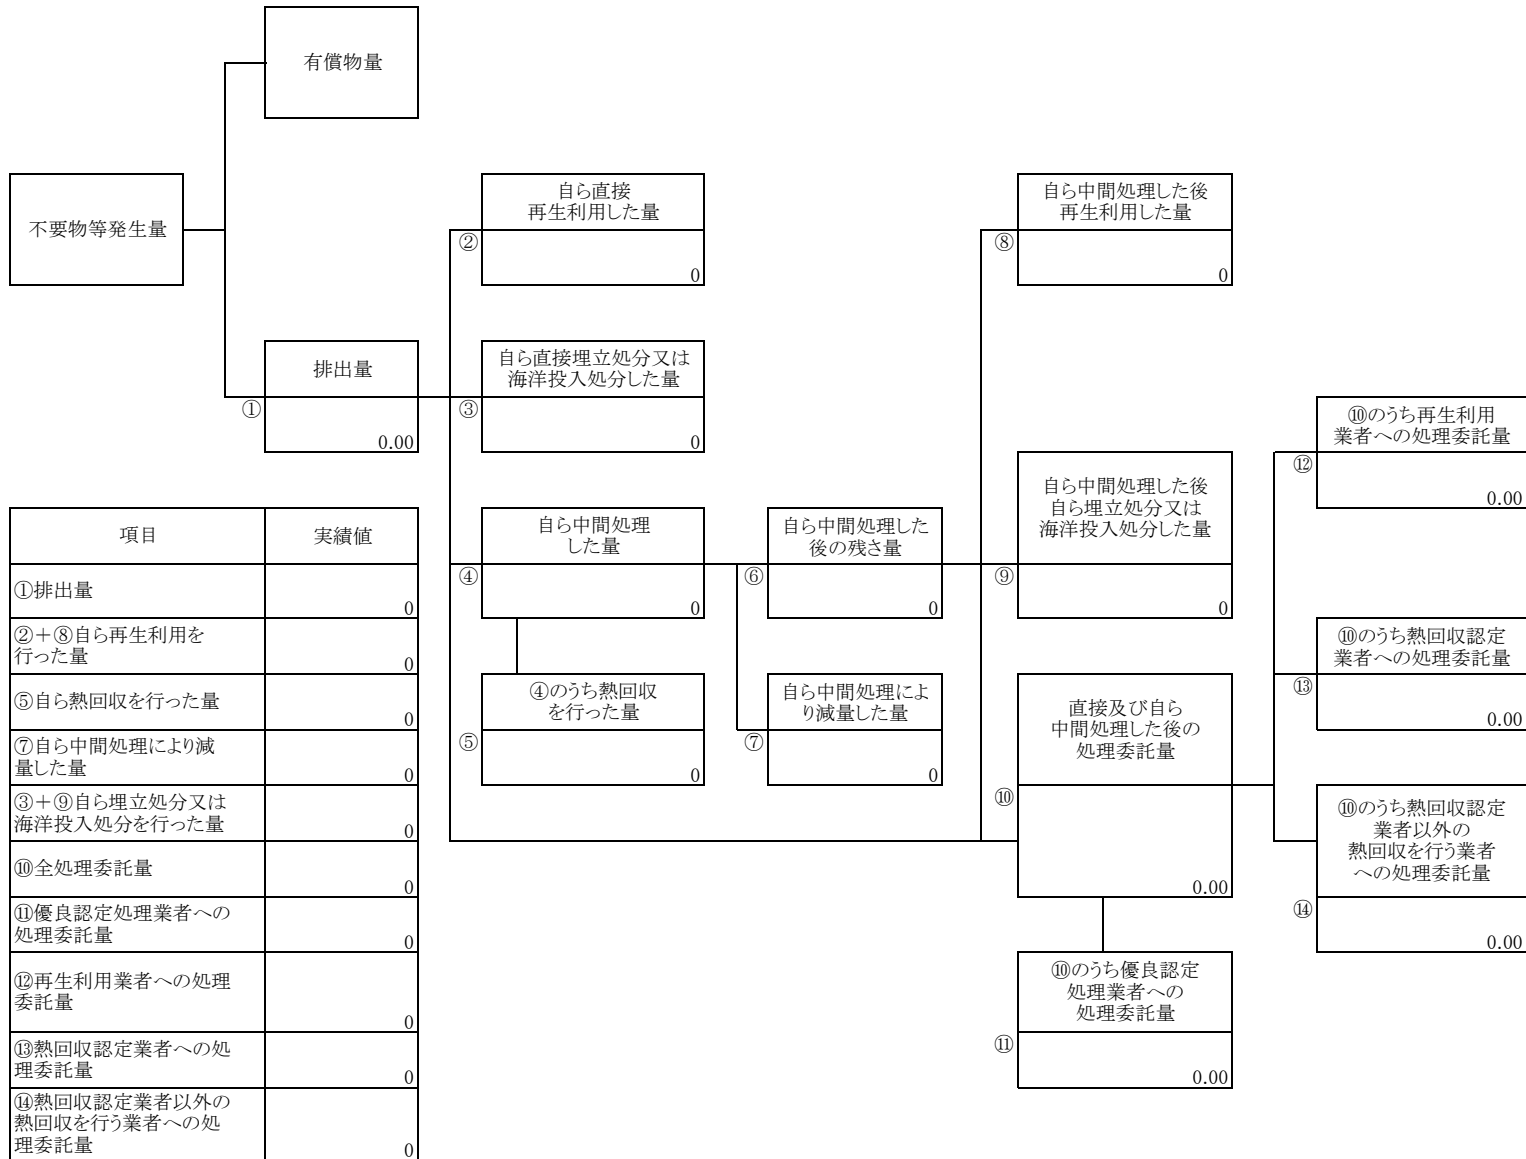 有償物量
不要物等発生量
排出量
①
0.00
自ら直接
再生利用した量
②
0
自ら直接埋立処分又は
海洋投入処分した量
③
0
自ら中間処理
した量
④
0
④のうち熱回収
を行った量
⑤
0
自ら中間処理した
後の残さ量
⑥
0
自ら中間処理によ
り減量した量
⑦
0
自ら中間処理した後
再生利用した量
⑧
0
自ら中間処理した後
自ら埋立処分又は
海洋投入処分した量
⑨
0
直接及び自ら
中間処理した後の
処理委託量
⑩
0.00
⑩のうち優良認定
処理業者への
処理委託量
⑪
0.00
⑩のうち再生利用
業者への処理委託量
⑫
0.00
⑩のうち熱回収認定
業者への処理委託量
⑬
0.00
⑩のうち熱回収認定
業者以外の
熱回収を行う業者
への処理委託量
⑭
0.00
項目 実績値
①排出量
0
②＋⑧自ら再生利用を
行った量
0
⑤自ら熱回収を行った量
0
⑦自ら中間処理により減
量した量
0
③＋⑨自ら埋立処分又は
海洋投入処分を行った量
0
⑩全処理委託量
0
⑪優良認定処理業者への
処理委託量
0
⑫再生利用業者への処理
委託量
0
⑬熱回収認定業者への処
理委託量
0
⑭熱回収認定業者以外の
熱回収を行う業者への処
理委託量
0